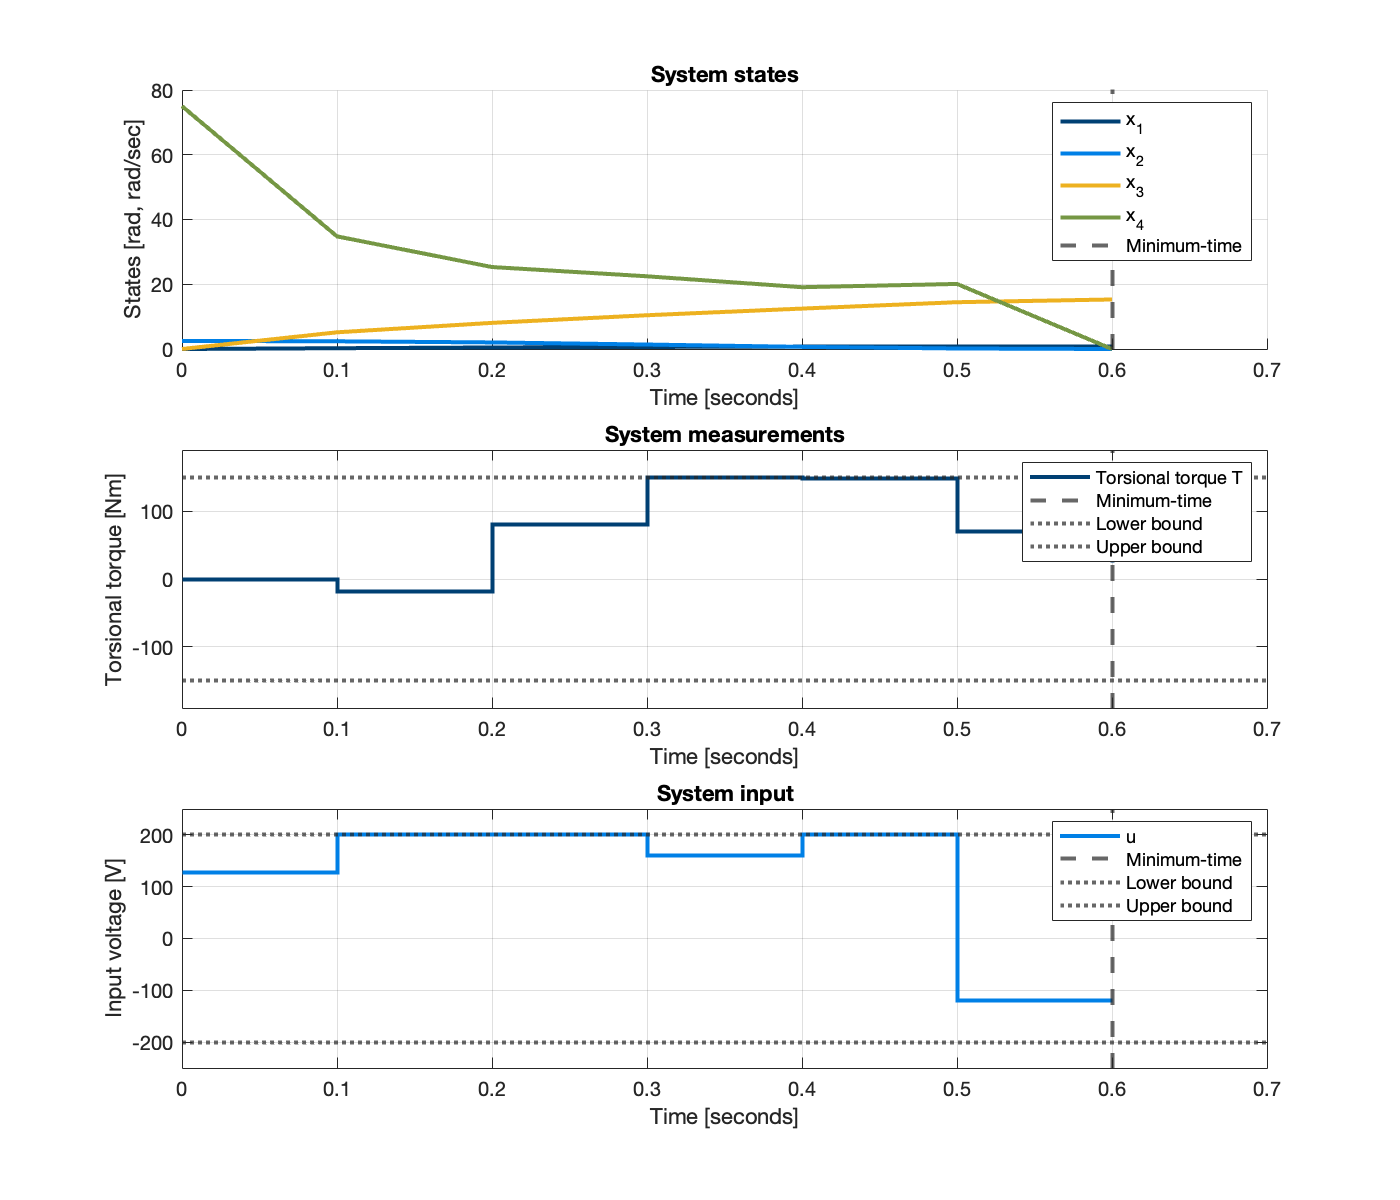 System states
States [rad, rad/sec]
80
60
40
20
0
x1
x2
x3
x4
Minimum-time
0 0.1 0.2 0.3 0.4 0.5 0.6 0.7
Time [seconds]
System measurements
Torsional torque [Nm]
100
0
-100
Torsional torque T
Minimum-time
Lower bound
Upper bound
0 0.1 0.2 0.3 0.4 0.5 0.6 0.7
Time [seconds]
System input
Input voltage [V]
200
100
0
-100
-200
u
Minimum-time
Lower bound
Upper bound
0 0.1 0.2 0.3 0.4 0.5 0.6 0.7
Time [seconds]